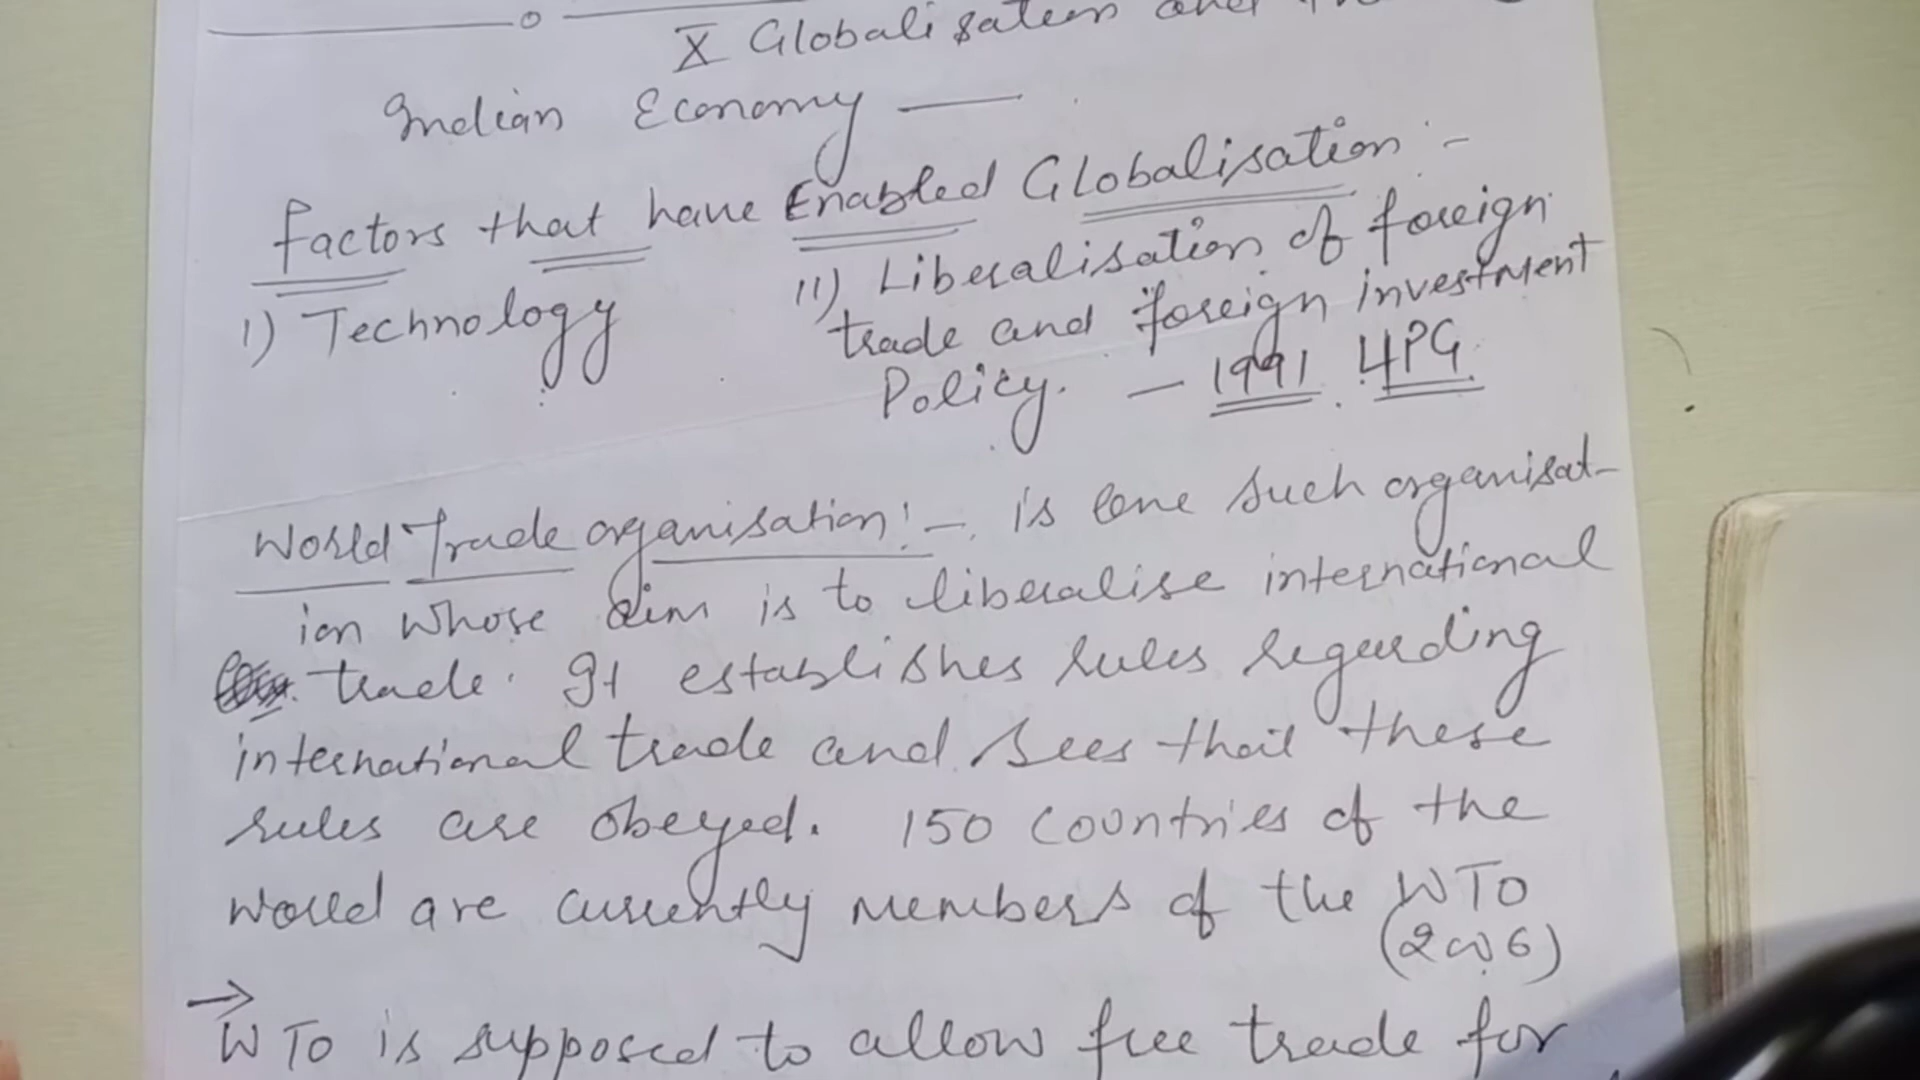 X Globalisation and
Indian Economy —
factors that have Enabled Globalisation :-
1) Technology
11) Liberalisation of foreign
trade and foreign investment
Policy. — 1991. LPG.
World Trade organisation :- is one such organisat-
ion whose aim is to liberalise international
trade. It establishes rules regarding
international trade and sees that these
rules are obeyed. 150 countries of the
world are currently members of the WTO
(2006)
→ WTO is supposed to allow free trade for